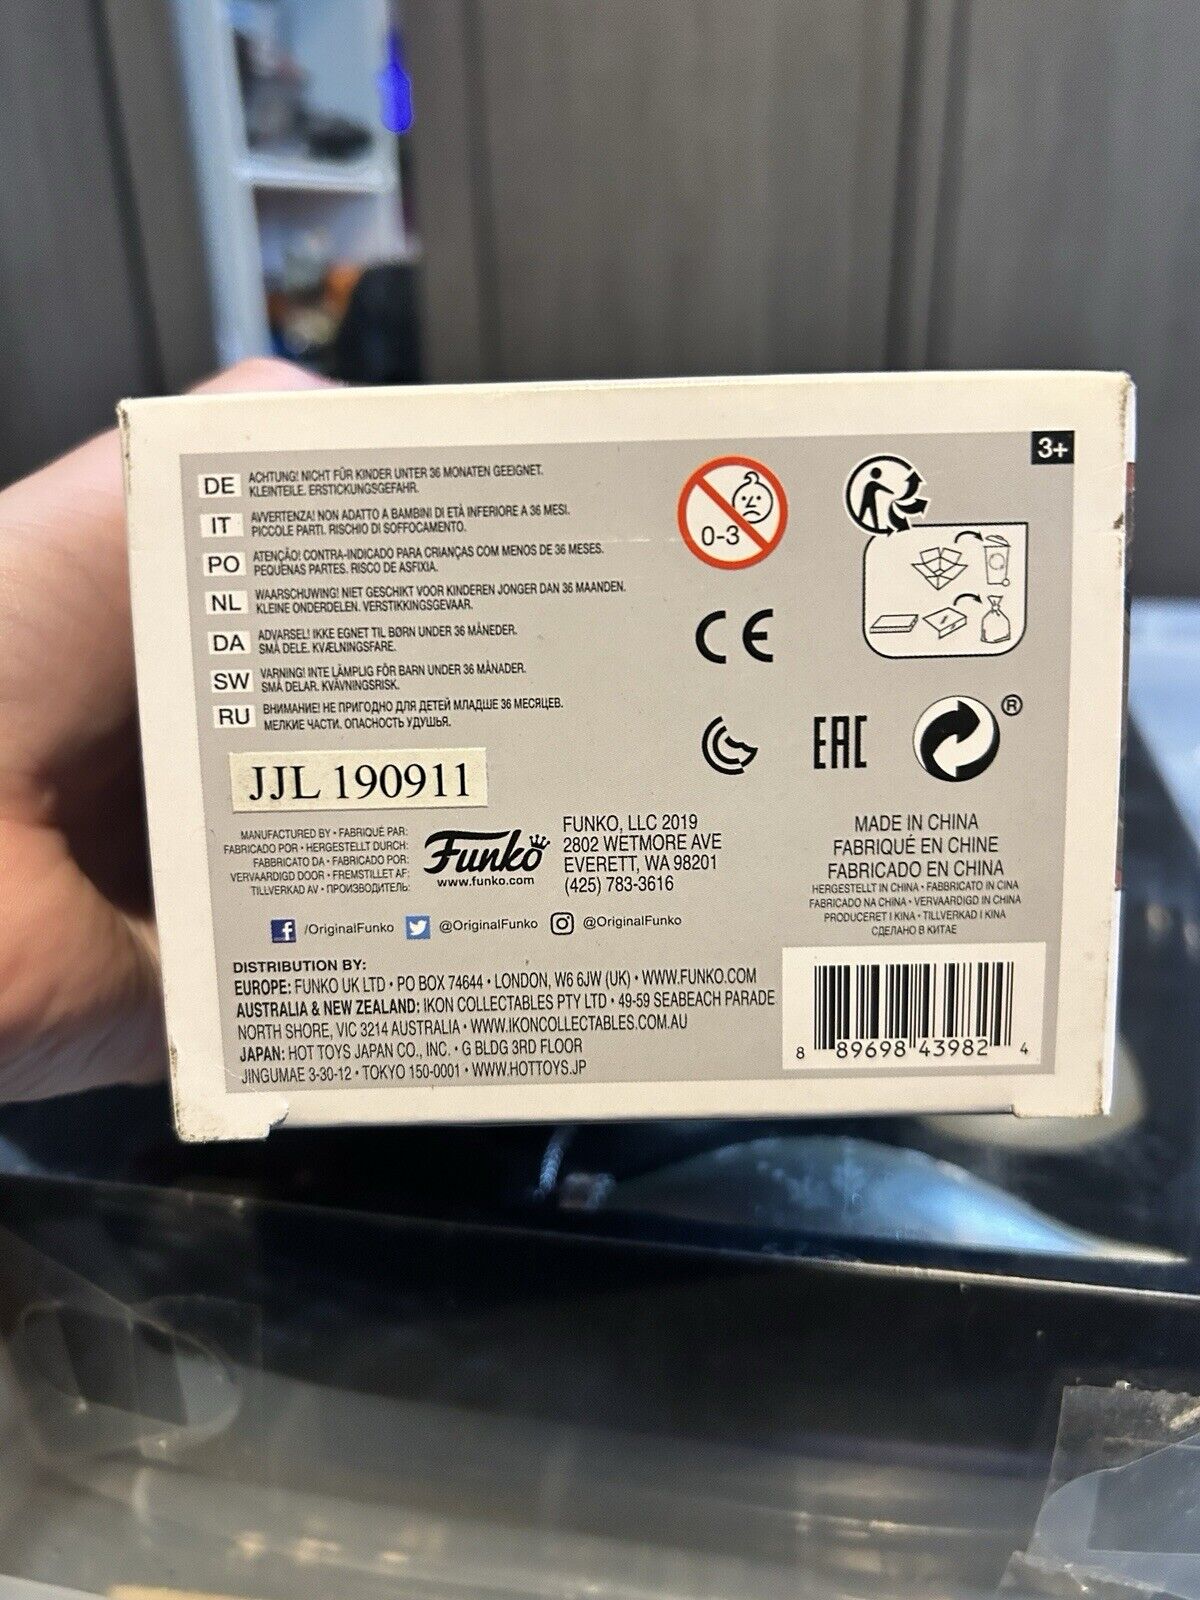 3+
DE ACHTUNG! NICHT FÜR KINDER UNTER 36 MONATEN GEEIGNET.
KLEINTEILE. ERSTICKUNGSGEFAHR.
IT AVVERTENZA! NON ADATTO A BAMBINI DI ETÀ INFERIORE A 36 MESI.
PICCOLE PARTI. RISCHIO DI SOFFOCAMENTO.
PO ATENÇÃO! CONTRA-INDICADO PARA CRIANÇAS COM MENOS DE 36 MESES.
PEQUENAS PARTES. RISCO DE ASFIXIA.
NL WAARSCHUWING! NIET GESCHIKT VOOR KINDEREN JONGER DAN 36 MAANDEN.
KLEINE ONDERDELEN. VERSTIKKINGSGEVAAR.
DA ADVARSEL! IKKE EGNET TIL BØRN UNDER 36 MÅNEDER.
SMÅ DELE. KVÆLNINGSFARE.
SW VARNING! INTE LÄMPLIG FÖR BARN UNDER 36 MÅNADER.
SMÅ DELAR. KVÄVNINGSRISK.
RU ВНИМАНИЕ! НЕ ПРИГОДНО ДЛЯ ДЕТЕЙ МЛАДШЕ 36 МЕСЯЦЕВ.
МЕЛКИЕ ЧАСТИ. ОПАСНОСТЬ УДУШЬЯ.
0-3
CE
EAC
®
JJL 190911
MANUFACTURED BY • FABRIQUÉ PAR:
FABRICADO POR • HERGESTELLT DURCH:
FABBRICATO DA • FABRICADO POR:
VERVAARDIGD DOOR • FREMSTILLET AF:
TILLVERKAD AV • ПРОИЗВОДИТЕЛЬ:
Funko
www.funko.com
FUNKO, LLC 2019
2802 WETMORE AVE
EVERETT, WA 98201
(425) 783-3616
MADE IN CHINA
FABRIQUÉ EN CHINE
FABRICADO EN CHINA
HERGESTELLT IN CHINA • FABBRICATO IN CINA
FABRICADO NA CHINA • VERVAARDIGD IN CHINA
PRODUCERET I KINA • TILLVERKAD I KINA
СДЕЛАНО В КИТАЕ
/OriginalFunko @OriginalFunko @OriginalFunko
DISTRIBUTION BY:
EUROPE: FUNKO UK LTD • PO BOX 74644 • LONDON, W6 6JW (UK) • WWW.FUNKO.COM
AUSTRALIA & NEW ZEALAND: IKON COLLECTABLES PTY LTD • 49-59 SEABEACH PARADE
NORTH SHORE, VIC 3214 AUSTRALIA • WWW.IKONCOLLECTABLES.COM.AU
JAPAN: HOT TOYS JAPAN CO., INC. • G BLDG 3RD FLOOR
JINGUMAE 3-30-12 • TOKYO 150-0001 • WWW.HOTTOYS.JP
8 89698 43982 4